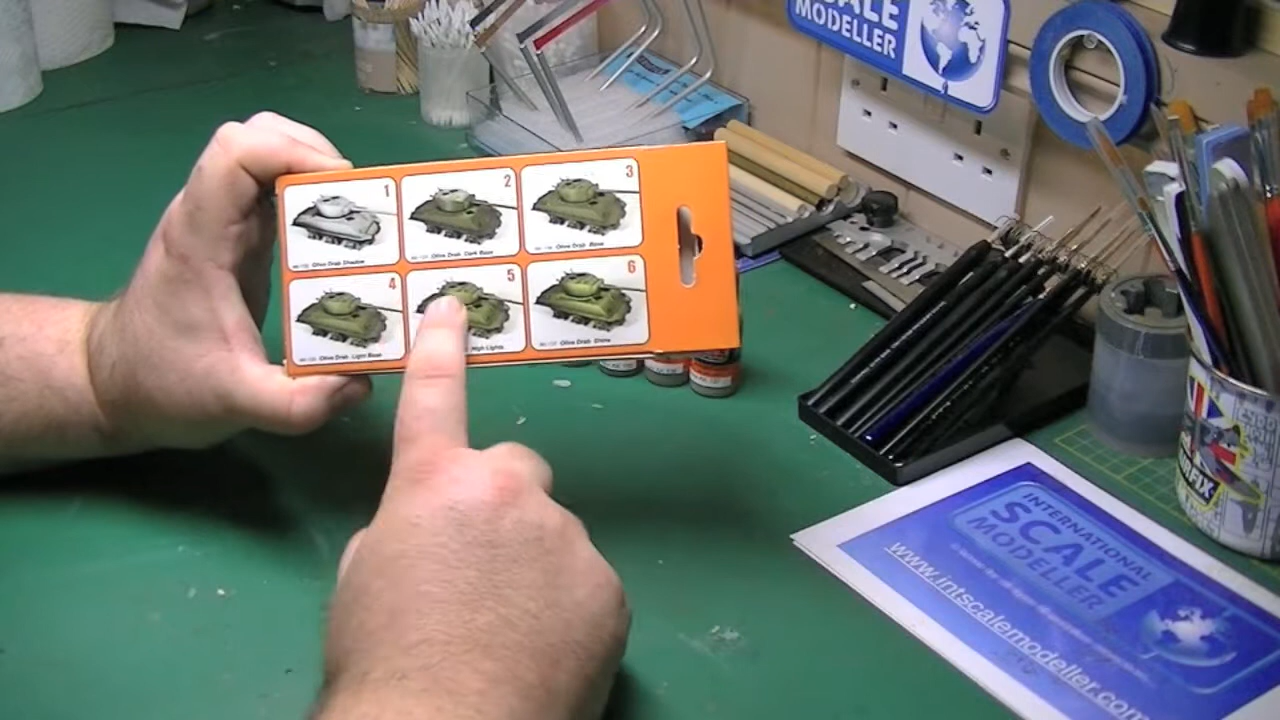 SCALE
MODELLER
1
2
3
Olive Drab Shadow
Olive Drab Dark Base
Olive Drab Base
4
5
6
Olive Drab Light Base
High Lights
Olive Drab Shine
INTERNATIONAL
SCALE
MODELLER
www.intscalemodeller.com